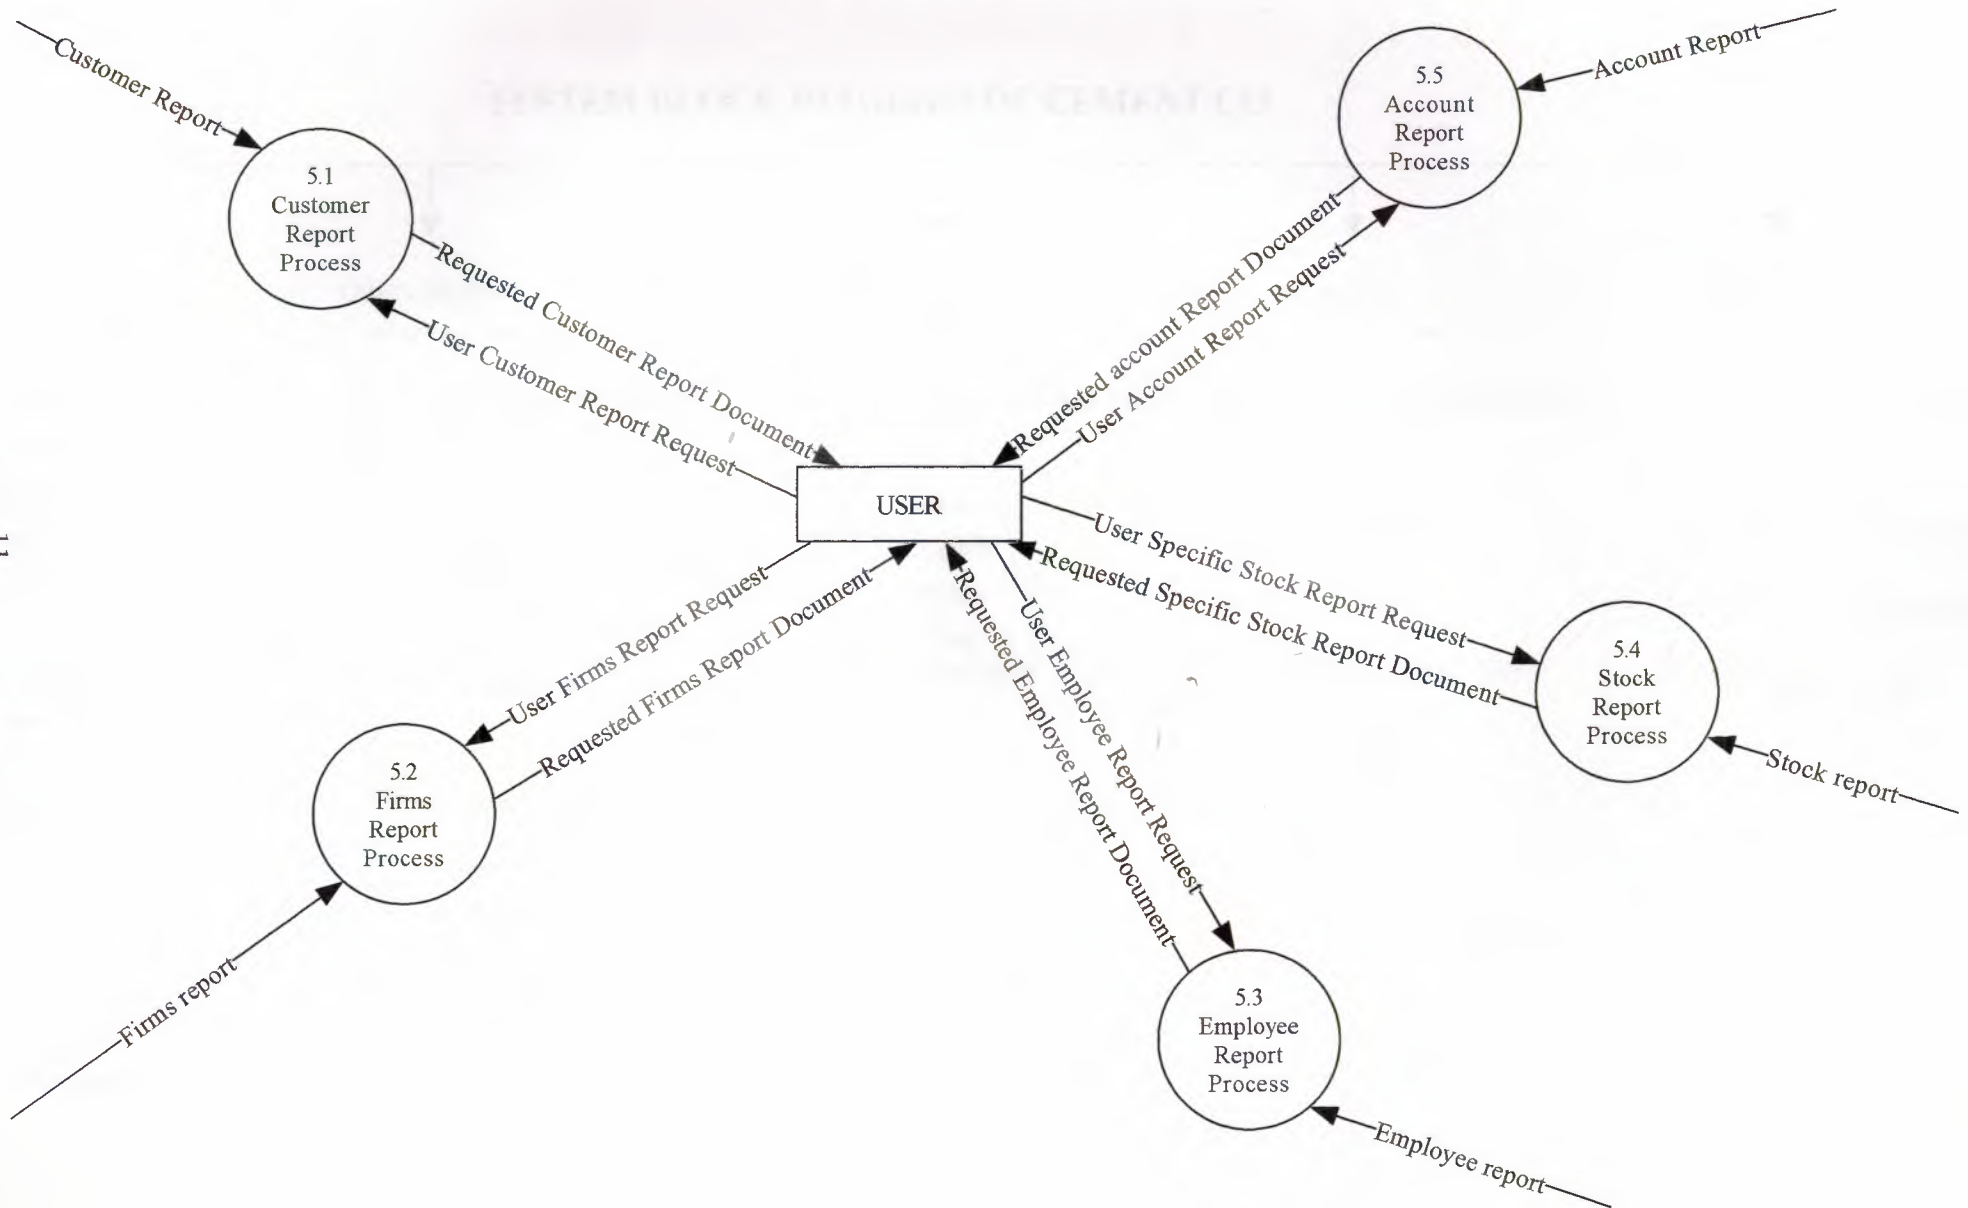 Customer Report
5.1
Customer
Report
Process
Requested Customer Report Document
User Customer Report Request
5.5
Account
Report
Process
Account Report
Requested account Report Document
User Account Report Request
USER
User Specific Stock Report Request
Requested Specific Stock Report Document
5.4
Stock
Report
Process
Stock report
User Firms Report Request
Requested Firms Report Document
5.2
Firms
Report
Process
Firms report
User Employee Report Request
Requested Employee Report Document
5.3
Employee
Report
Process
Employee report
11